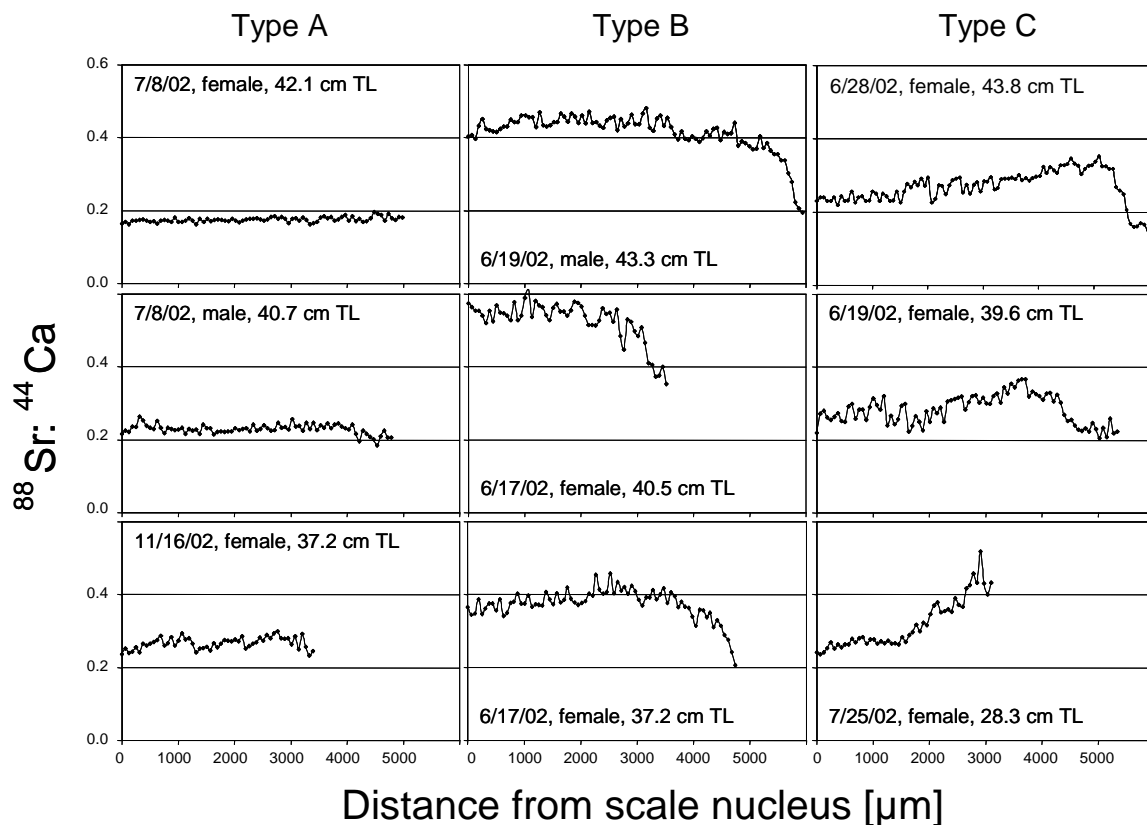 Type A Type B Type C
0.6
7/8/02, female, 42.1 cm TL
6/28/02, female, 43.8 cm TL
0.4
0.2
6/19/02, male, 43.3 cm TL
0.0
7/8/02, male, 40.7 cm TL
6/19/02, female, 39.6 cm TL
0.4
0.2
6/17/02, female, 40.5 cm TL
0.0
11/16/02, female, 37.2 cm TL
0.4
0.2
6/17/02, female, 37.2 cm TL
7/25/02, female, 28.3 cm TL
0.0
88Sr: 44Ca
0 1000 2000 3000 4000 5000 0 1000 2000 3000 4000 5000 0 1000 2000 3000 4000 5000
Distance from scale nucleus [µm]